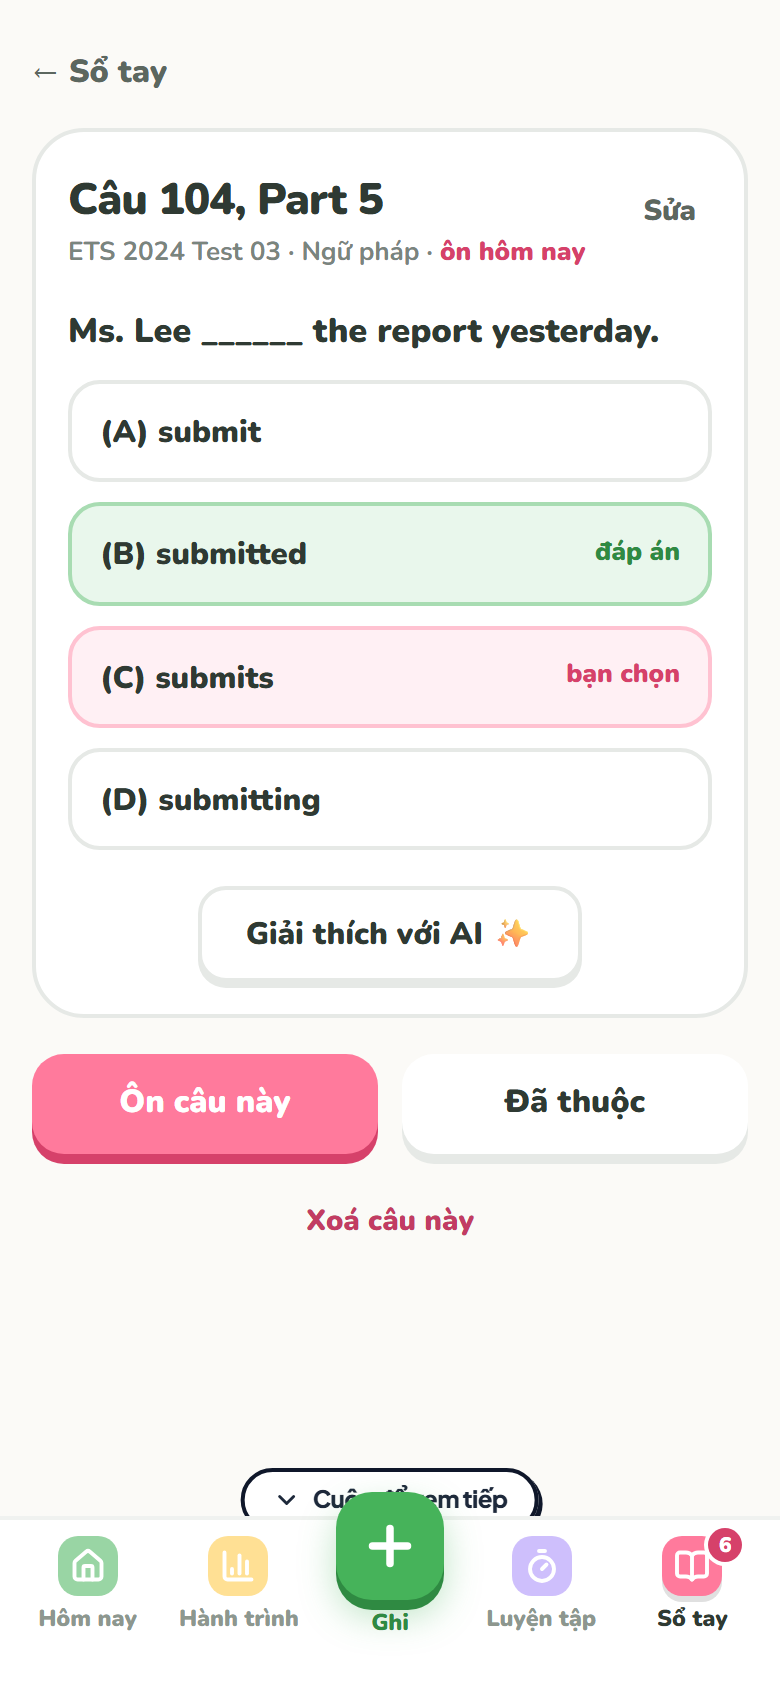 ← Sổ tay
Câu 104, Part 5
Sửa
ETS 2024 Test 03 · Ngữ pháp · ôn hôm nay
Ms. Lee ______ the report yesterday.
(A) submit
(B) submitted
đáp án
(C) submits
bạn chọn
(D) submitting
Giải thích với AI ✨
Ôn câu này
Đã thuộc
Xoá câu này
tiếp
6
Hôm nay
Hành trình
Ghi
Luyện tập
Sổ tay